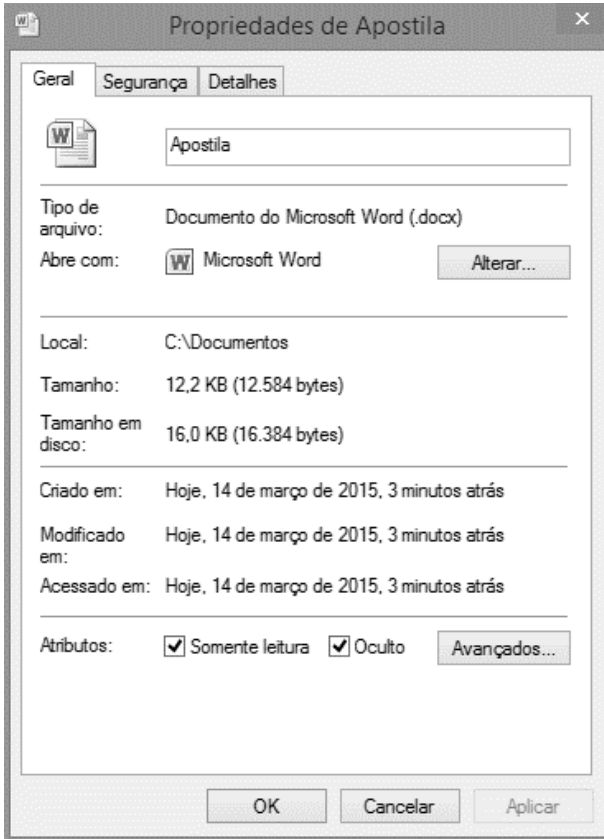 Propriedades de Apostila
Geral Segurança Detalhes
Apostila
Tipo de arquivo: Documento do Microsoft Word (.docx)
Abre com: Microsoft Word Alterar...
Local: C:\Documentos
Tamanho: 12,2 KB (12.584 bytes)
Tamanho em disco: 16,0 KB (16.384 bytes)
Criado em: Hoje, 14 de março de 2015, 3 minutos atrás
Modificado em: Hoje, 14 de março de 2015, 3 minutos atrás
Acessado em: Hoje, 14 de março de 2015, 3 minutos atrás
Atributos: Somente leitura Oculto Avançados...
OK Cancelar Aplicar